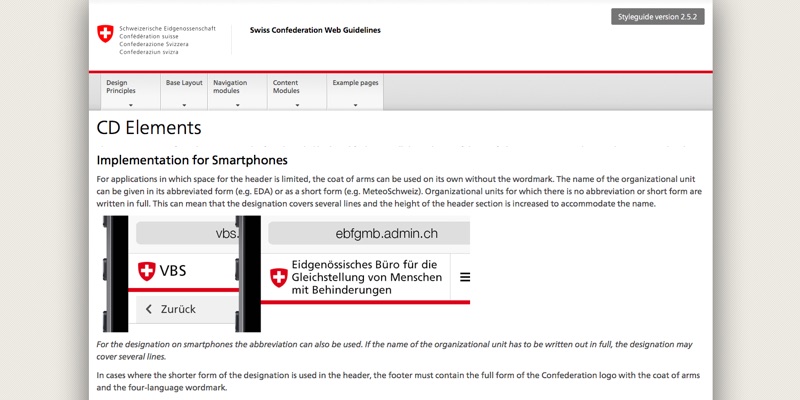 Styleguide version 2.5.2
Schweizerische Eidgenossenschaft
Confédération suisse
Confederazione Svizzera
Confederaziun svizra
Swiss Confederation Web Guidelines
Design
Principles
Base Layout
Navigation
modules
Content
Modules
Example pages
CD Elements
Implementation for Smartphones
For applications in which space for the header is limited, the coat of arms can be used on its own without the wordmark. The name of the organizational unit
can be given in its abbreviated form (e.g. EDA) or as a short form (e.g. MeteoSchweiz). Organizational units for which there is no abbreviation or short form are
written in full. This can mean that the designation covers several lines and the height of the header section is increased to accommodate the name.
vbs.
VBS
Zurück
ebfgmb.admin.ch
Eidgenössisches Büro für die
Gleichstellung von Menschen
mit Behinderungen
For the designation on smartphones the abbreviation can also be used. If the name of the organizational unit has to be written out in full, the designation may
cover several lines.
In cases where the shorter form of the designation is used in the header, the footer must contain the full form of the Confederation logo with the coat of arms
and the four-language wordmark.